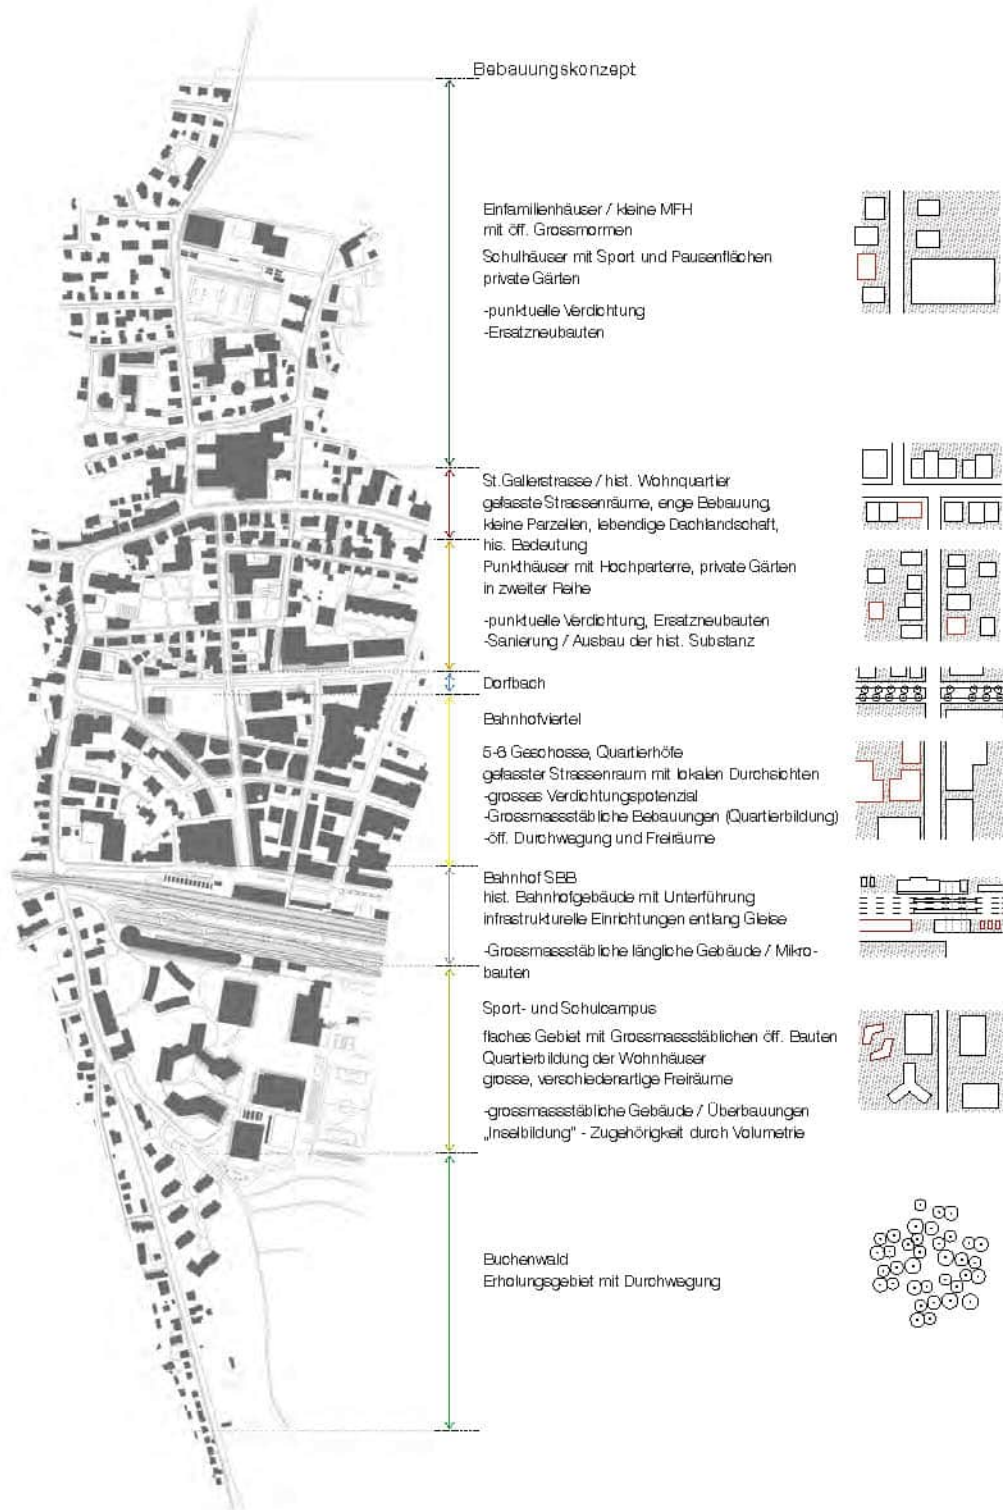 Bebauungskonzept
Einfamilienhäuser / kleine MFH
mit öff. Grossmormen
Schulhäuser mit Sport und Pausenflächen
private Gärten
-punktuelle Verdichtung
-Ersatzneubauten
St.Gallerstrasse / hist. Wohnquartier
gefasste Strassenräume, enge Bebauung,
kleine Parzellen, lebendige Dachlandschaft,
his. Bedeutung
Punkthäuser mit Hochparterre, private Gärten
in zweiter Reihe
-punktuelle Verdichtung, Ersatzneubauten
-Sanierung / Ausbau der hist. Substanz
Dorfbach
Bahnhofviertel
5-6 Geschosse, Quartierhöfe
gefasster Strassenraum mit lokalen Durchsichten
-grosses Verdichtungspotenzial
-Grossmassstäbliche Bebauungen (Quartierbildung)
-öff. Durchwegung und Freiräume
Bahnhof SBB
hist. Bahnhofgebäude mit Unterführung
infrastrukturelle Einrichtungen entlang Gleise
-Grossmassstäbliche längliche Gebäude / Mikro-
bauten
Sport- und Schulcampus
flaches Gebiet mit Grossmassstäblichen öff. Bauten
Quartierbildung der Wohnhäuser
grosse, verschiedenartige Freiräume
-grossmassstäbliche Gebäude / Überbauungen
„Inselbildung" - Zugehörigkeit durch Volumetrie
Buchenwald
Erholungsgebiet mit Durchwegung